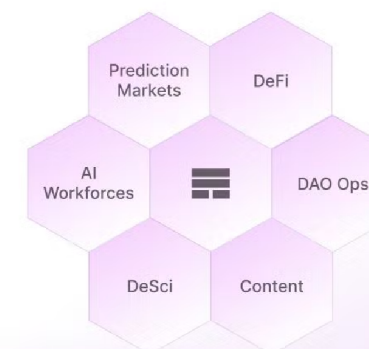 Prediction
Markets
DeFi
AI
Workforces
DAO Ops
DeSci
Content